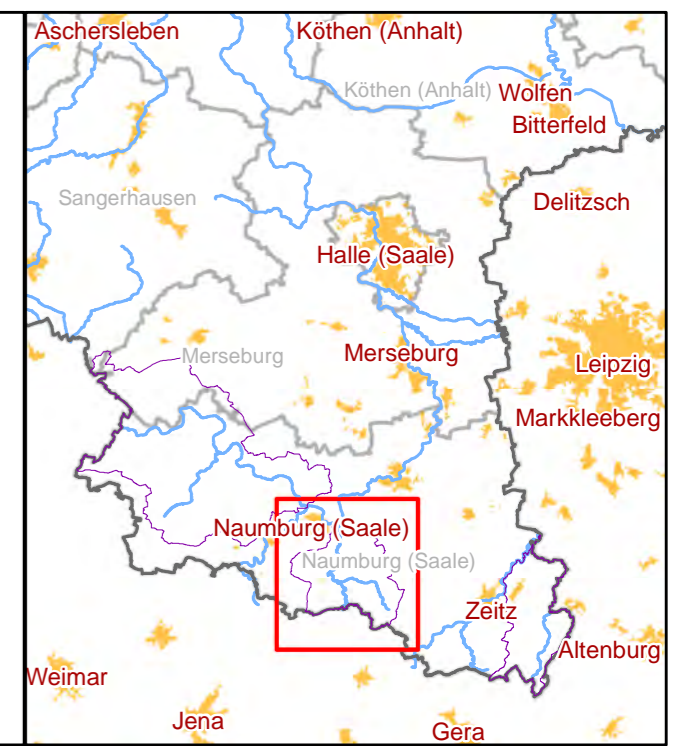 Aschersleben
Köthen (Anhalt)
Köthen (Anhalt)
Wolfen
Bitterfeld
Sangerhausen
Delitzsch
Halle (Saale)
Merseburg
Merseburg
Leipzig
Markkleeberg
Naumburg (Saale)
Naumburg (Saale)
Zeitz
Altenburg
Weimar
Jena
Gera